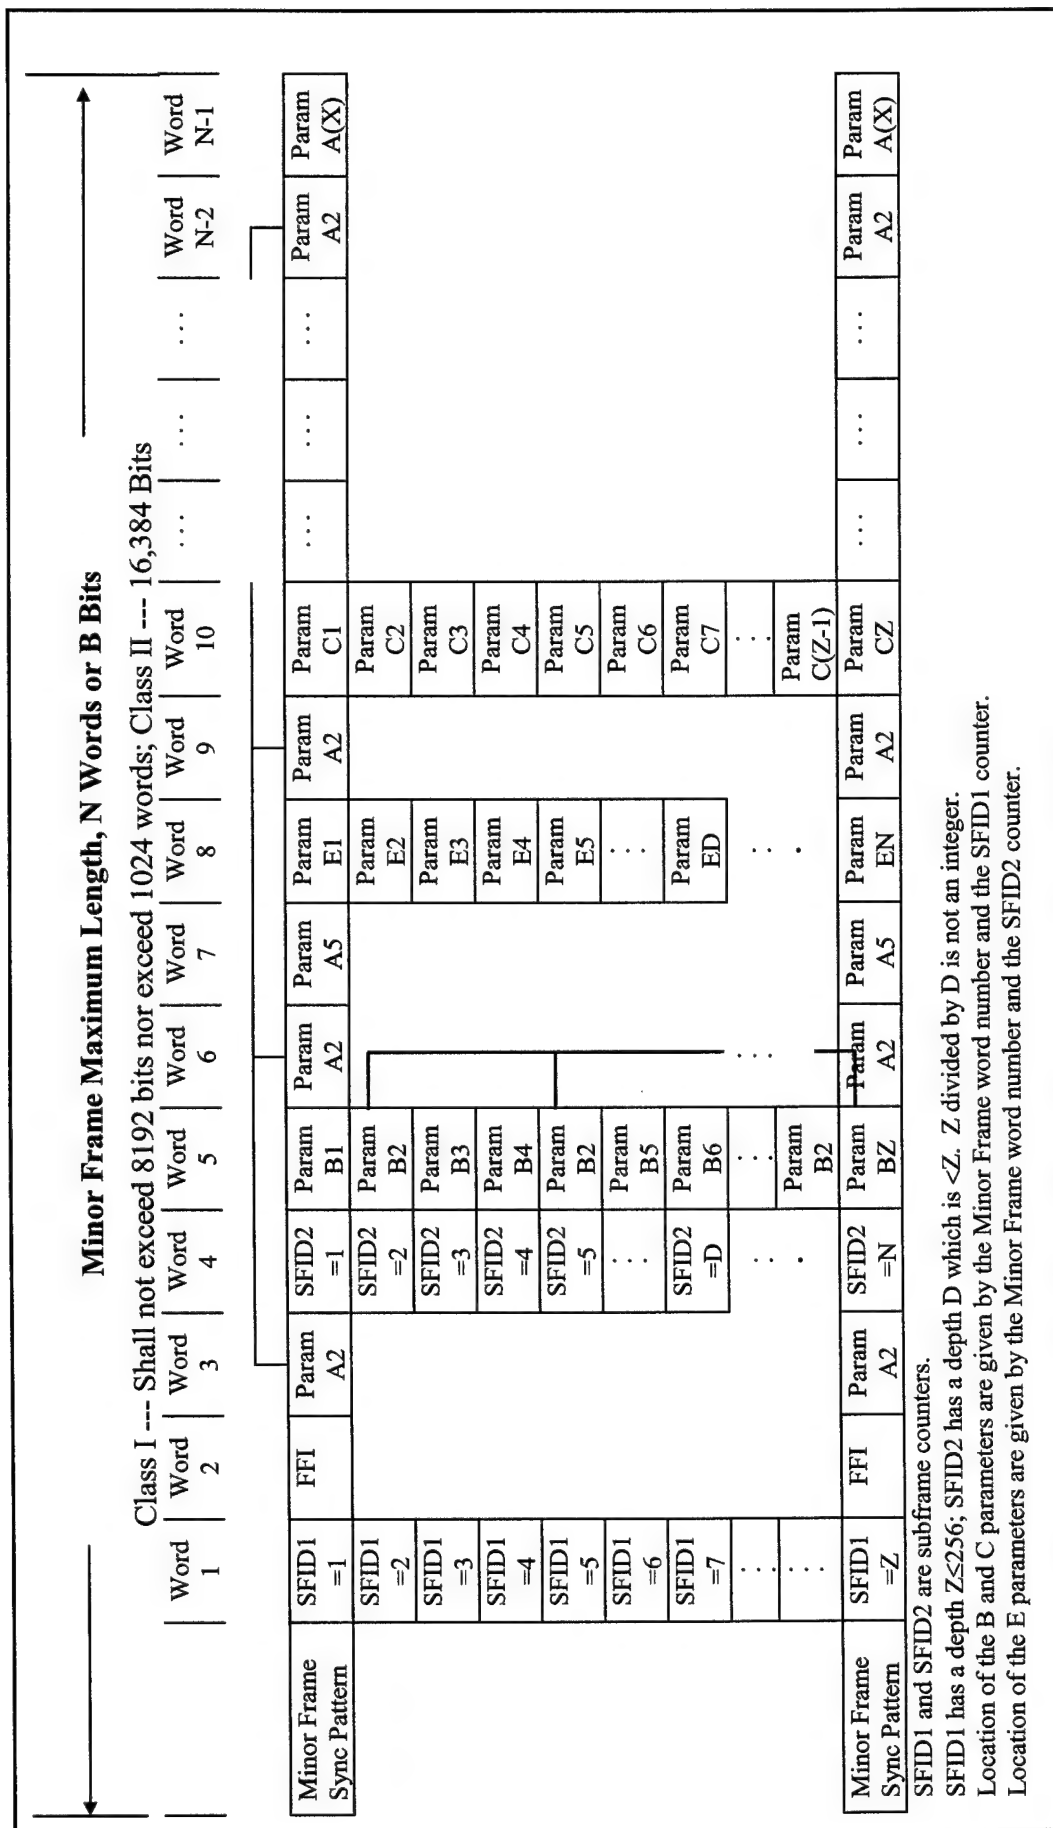 Minor Frame Maximum Length, N Words or B Bits
Class I --- Shall not exceed 8192 bits nor exceed 1024 words; Class II --- 16,384 Bits
Word 1
Word 2
Word 3
Word 4
Word 5
Word 6
Word 7
Word 8
Word 9
Word 10
. . .
. . .
. . .
Word N-2
Word N-1
Minor Frame Sync Pattern
SFID1 =1
FFI
Param A2
SFID2 =1
Param B1
Param A2
Param A5
Param E1
Param A2
Param C1
. . .
. . .
. . .
Param A2
Param A(X)
SFID1 =2
SFID2 =2
Param B2
Param E2
Param C2
SFID1 =3
SFID2 =3
Param B3
Param E3
Param C3
SFID1 =4
SFID2 =4
Param B4
Param E4
Param C4
SFID1 =5
SFID2 =5
Param B2
Param E5
Param C5
SFID1 =6
. . .
Param B5
. . .
Param C6
SFID1 =7
SFID2 =D
Param B6
Param ED
Param C7
. . .
. . .
. . .
. . .
. . .
. . .
. . .
.
Param B2
.
Param C(Z-1)
Minor Frame Sync Pattern
SFID1 =Z
FFI
Param A2
SFID2 =N
Param BZ
Param A2
Param A5
Param EN
Param A2
Param CZ
. . .
. . .
. . .
Param A2
Param A(X)
SFID1 and SFID2 are subframe counters.
SFID1 has a depth Z≤256; SFID2 has a depth D which is <Z. Z divided by D is not an integer.
Location of the B and C parameters are given by the Minor Frame word number and the SFID1 counter.
Location of the E parameters are given by the Minor Frame word number and the SFID2 counter.